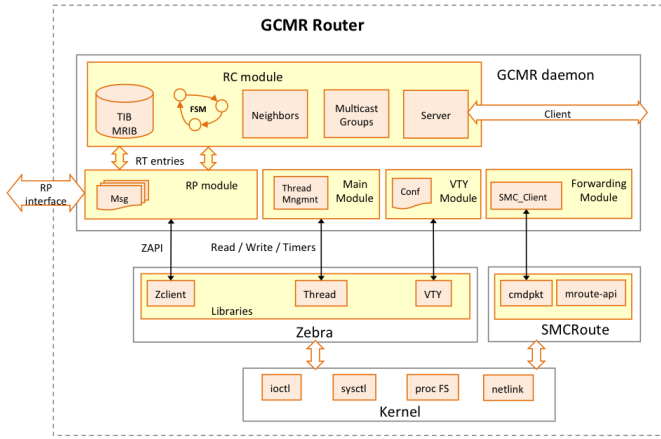 GCMR Router
RC module
GCMR daemon
TIB
MRIB
FSM
Neighbors
Multicast
Groups
Server
Client
RT entries
RP
interface
Msg
RP module
Thread
Mngmnt
Main
Module
Conf
VTY
Module
SMC_Client
Forwarding
Module
ZAPI
Read / Write / Timers
Zclient
Thread
VTY
Libraries
Zebra
cmdpkt
mroute-api
SMCRoute
ioctl
sysctl
proc FS
netlink
Kernel